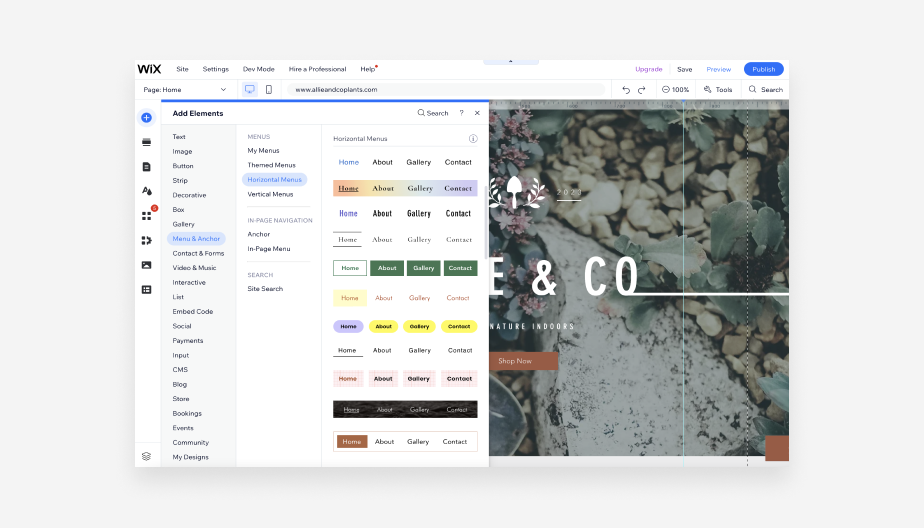 WiX Site Settings Dev Mode Hire a Professional Help Upgrade Save Preview Publish
Page: Home www.allieandcoplants.com 100% Tools Search
Add Elements Search ? ×
Text
Image
Button
Strip
Decorative
Box
Gallery
Menu & Anchor
Contact & Forms
Video & Music
Interactive
List
Embed Code
Social
Payments
Input
CMS
Blog
Store
Bookings
Events
Community
My Designs
MENUS
My Menus
Themed Menus
Horizontal Menus
Vertical Menus
IN-PAGE NAVIGATION
Anchor
In-Page Menu
SEARCH
Site Search
Horizontal Menus
Home About Gallery Contact
Home About Gallery Contact
Home About Gallery Contact
Home About Gallery Contact
Home About Gallery Contact
Home About Gallery Contact
Home About Gallery Contact
Home About Gallery Contact
Home About Gallery Contact
Home About Gallery Contact
Home About Gallery Contact
E & CO
NATURE INDOORS
Shop Now